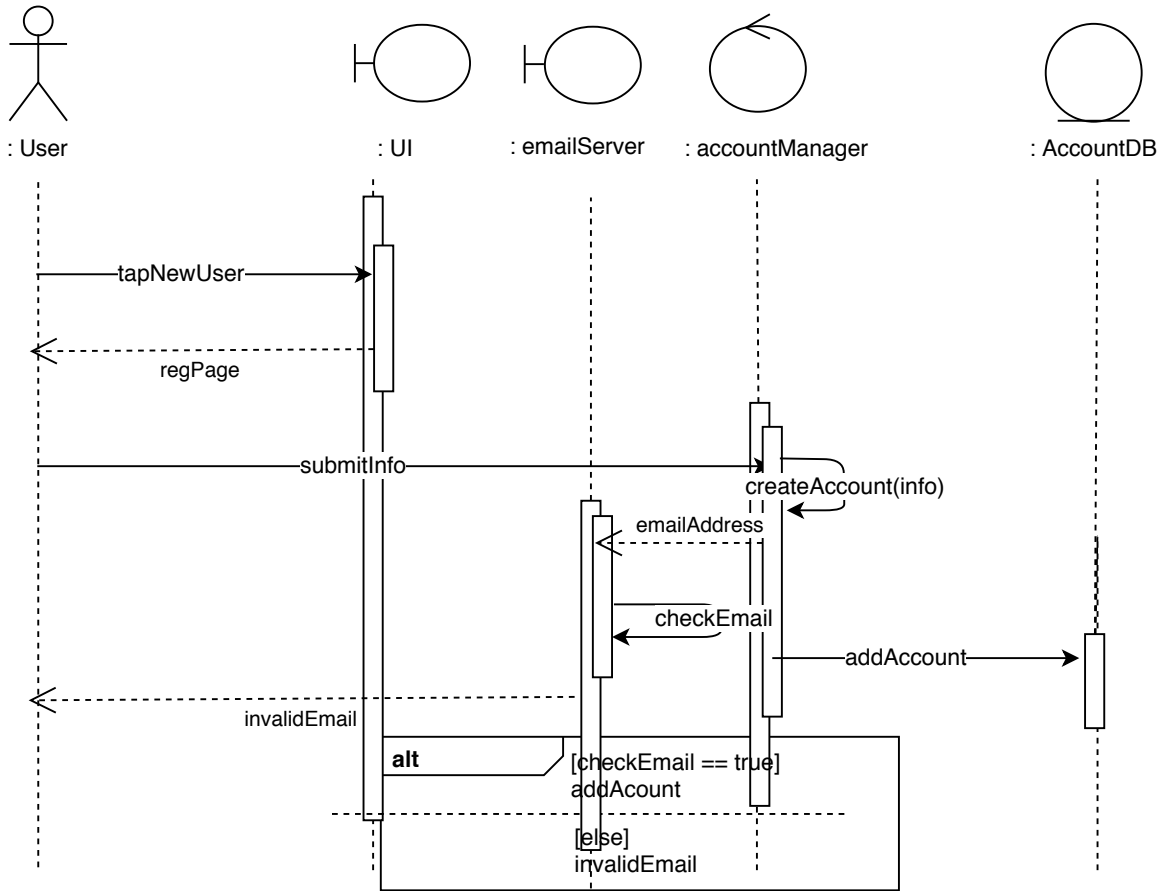 : User
: UI
: emailServer
: accountManager
: AccountDB
tapNewUser
regPage
submitInfo
createAccount(info)
emailAddress
checkEmail
addAccount
invalidEmail
alt
[checkEmail == true]
addAcount
[else]
invalidEmail